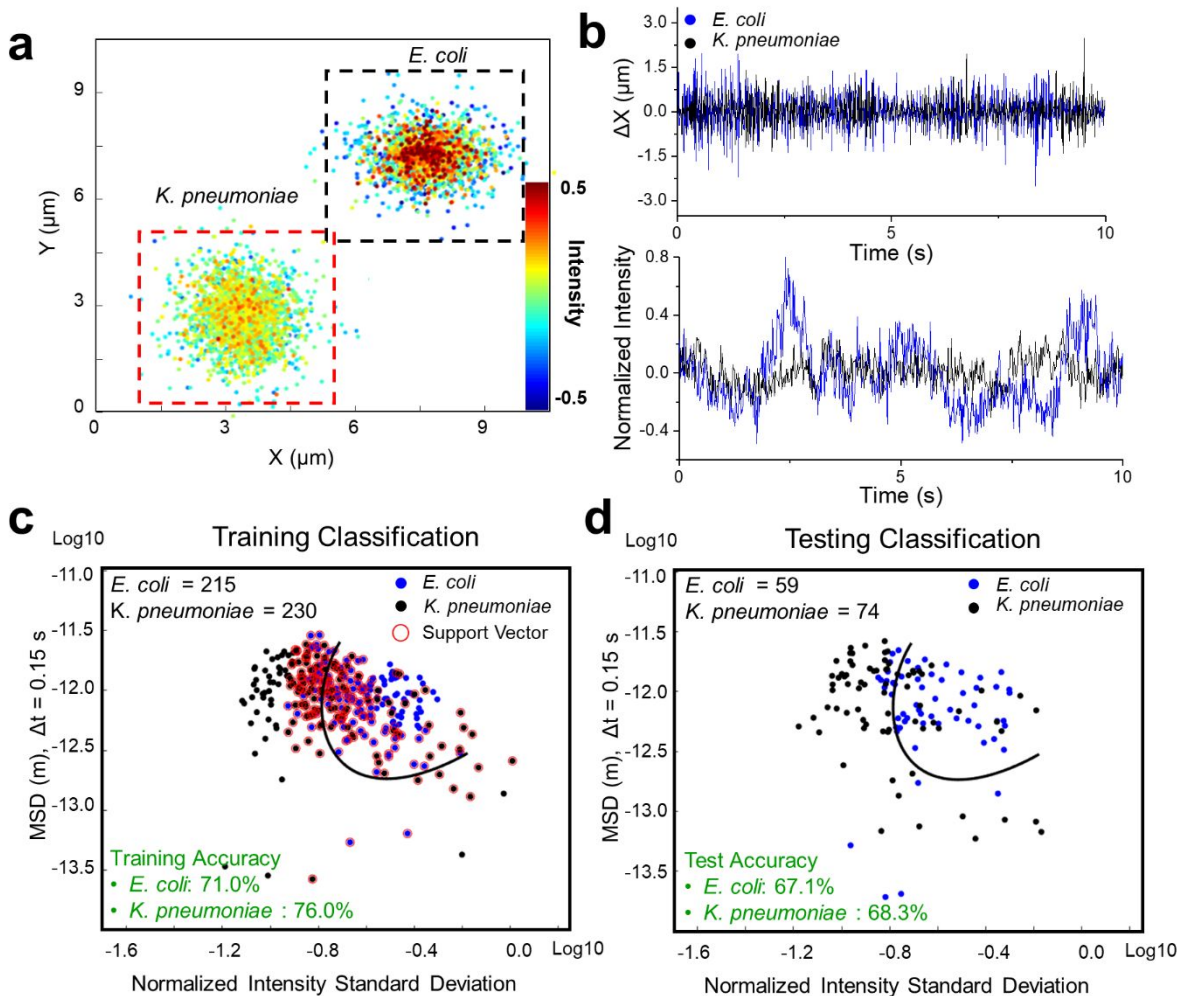 a
E. coli
K. pneumoniae
9
6
3
0
Y (µm)
0
3
6
9
X (µm)
0.5
Intensity
-0.5
b
E. coli
K. pneumoniae
3.0
1.5
0.0
-1.5
-3.0
ΔX (µm)
0
5
10
Time (s)
0.8
0.4
0.0
-0.4
Normalized Intensity
0
5
10
Time (s)
c
Log10
Training Classification
E. coli = 215
K. pneumoniae = 230
E. coli
K. pneumoniae
Support Vector
-11.0
-11.5
-12.0
-12.5
-13.0
-13.5
MSD (m), Δt = 0.15 s
Training Accuracy
• E. coli: 71.0%
• K. pneumoniae : 76.0%
-1.6
-1.2
-0.8
-0.4
0.0
Log10
Normalized Intensity Standard Deviation
d
Log10
Testing Classification
E. coli = 59
K. pneumoniae = 74
E. coli
K. pneumoniae
-11.0
-11.5
-12.0
-12.5
-13.0
-13.5
MSD (m), Δt = 0.15 s
Test Accuracy
• E. coli: 67.1%
• K. pneumoniae : 68.3%
-1.6
-1.2
-0.8
-0.4
0.0
Log10
Normalized Intensity Standard Deviation